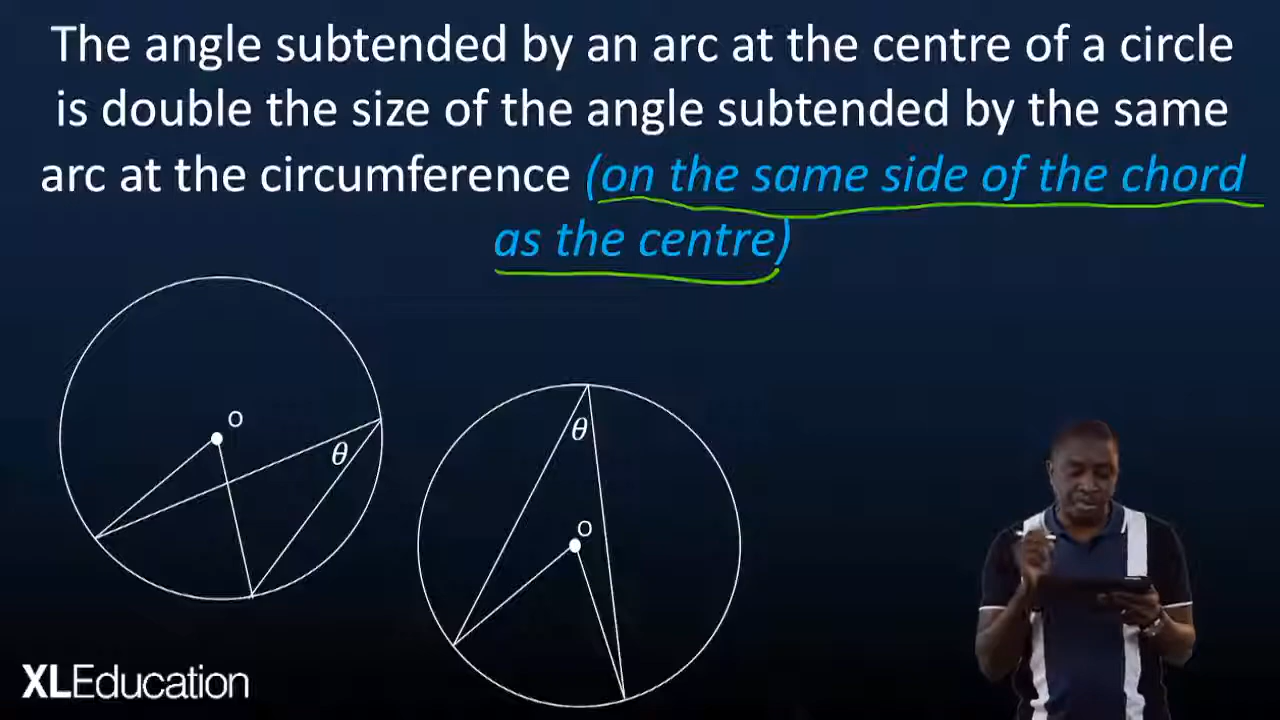 The angle subtended by an arc at the centre of a circle
is double the size of the angle subtended by the same
arc at the circumference (on the same side of the chord
as the centre)
O
θ
θ
O
XLEducation